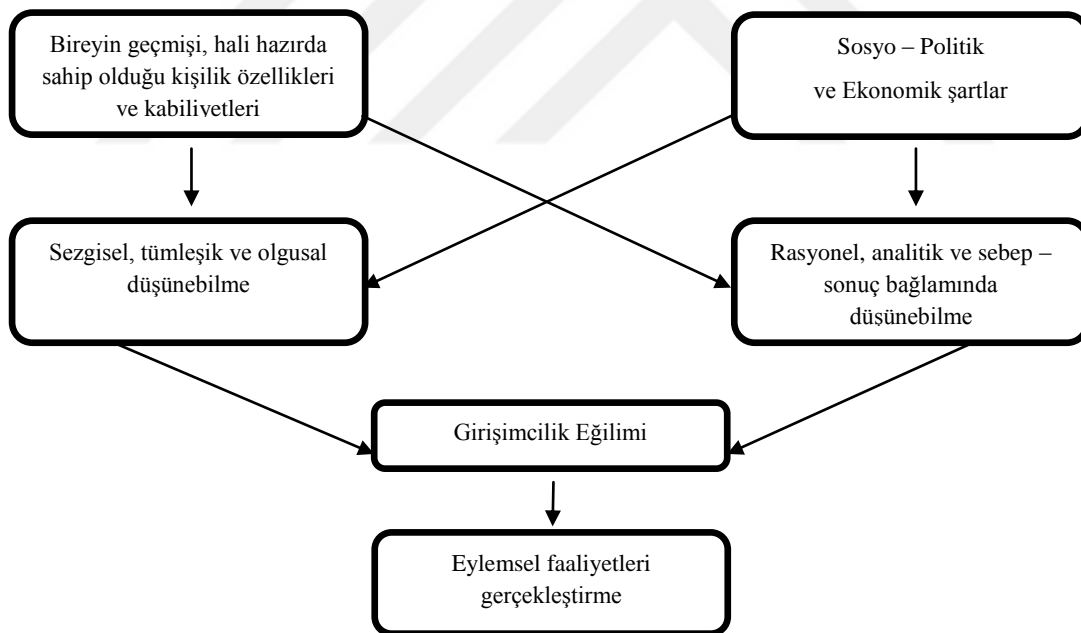 Bireyin geçmişi, hali hazırda
sahip olduğu kişilik özellikleri
ve kabiliyetleri
Sosyo – Politik
ve Ekonomik şartlar
Sezgisel, tümleşik ve olgusal
düşünebilme
Rasyonel, analitik ve sebep –
sonuç bağlamında
düşünebilme
Girişimcilik Eğilimi
Eylemsel faaliyetleri
gerçekleştirme